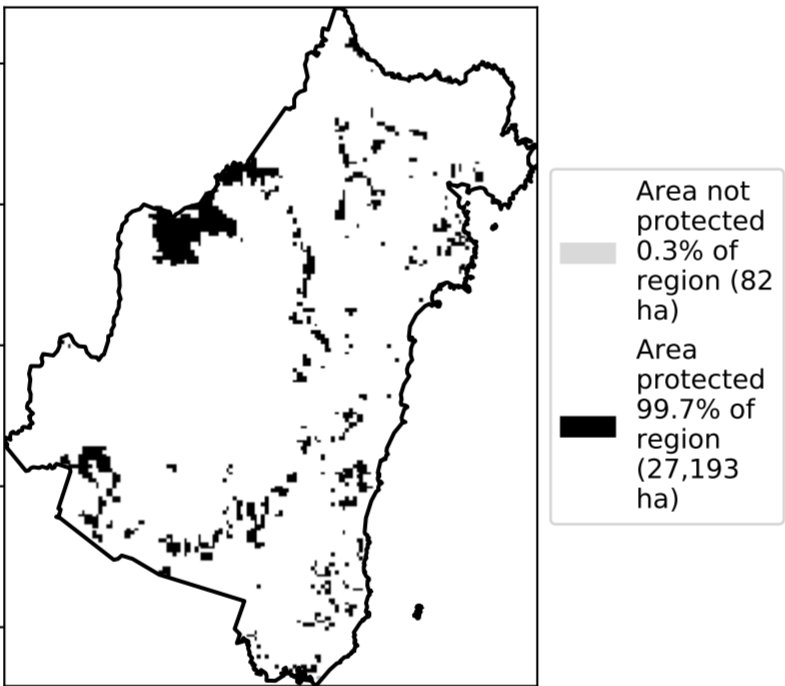 Area not
protected
0.3% of
region (82
ha)
Area
protected
99.7% of
region
(27,193
ha)